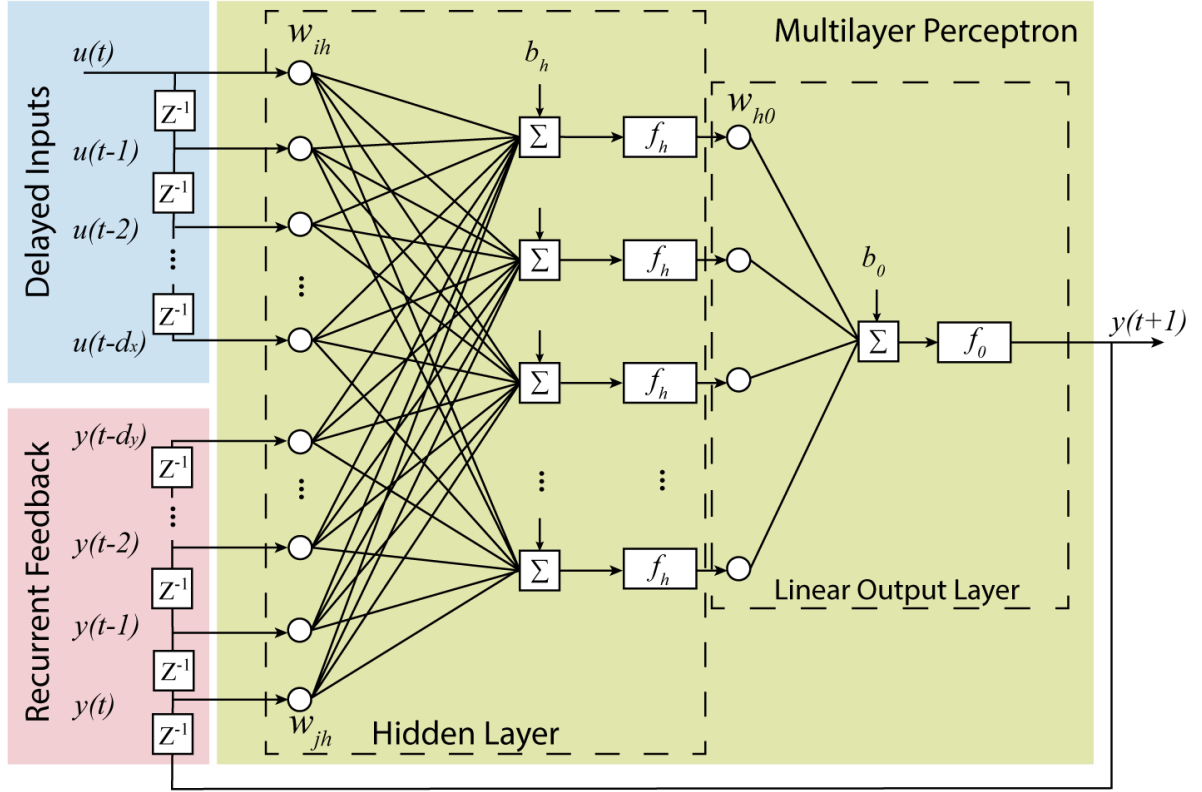 Multilayer Perceptron
Delayed Inputs
u(t)
Z⁻¹
u(t-1)
Z⁻¹
u(t-2)
...
Z⁻¹
u(t-dₓ)
Recurrent Feedback
y(t-d_y)
Z⁻¹
...
y(t-2)
Z⁻¹
y(t-1)
Z⁻¹
y(t)
Z⁻¹
w_ih
...
...
w_jh
b_h
Σ
f_h
Σ
f_h
Σ
f_h
...
...
Σ
f_h
Hidden Layer
w_h0
b_0
Σ
f_0
Linear Output Layer
y(t+1)